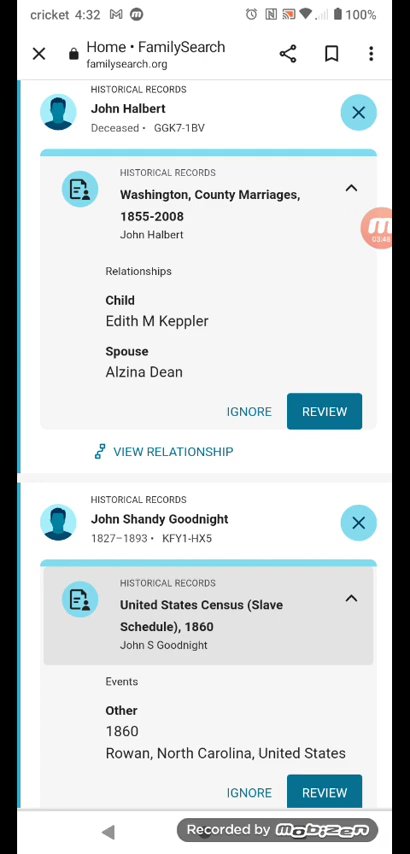 cricket 4:32 100%
Home • FamilySearch
familysearch.org
HISTORICAL RECORDS
John Halbert
Deceased • GGK7-1BV
HISTORICAL RECORDS
Washington, County Marriages,
1855-2008
John Halbert
03:49
Relationships
Child
Edith M Keppler
Spouse
Alzina Dean
IGNORE REVIEW
VIEW RELATIONSHIP
HISTORICAL RECORDS
John Shandy Goodnight
1827–1893 • KFY1-HX5
HISTORICAL RECORDS
United States Census (Slave
Schedule), 1860
John S Goodnight
Events
Other
1860
Rowan, North Carolina, United States
IGNORE REVIEW
Recorded by mobizen